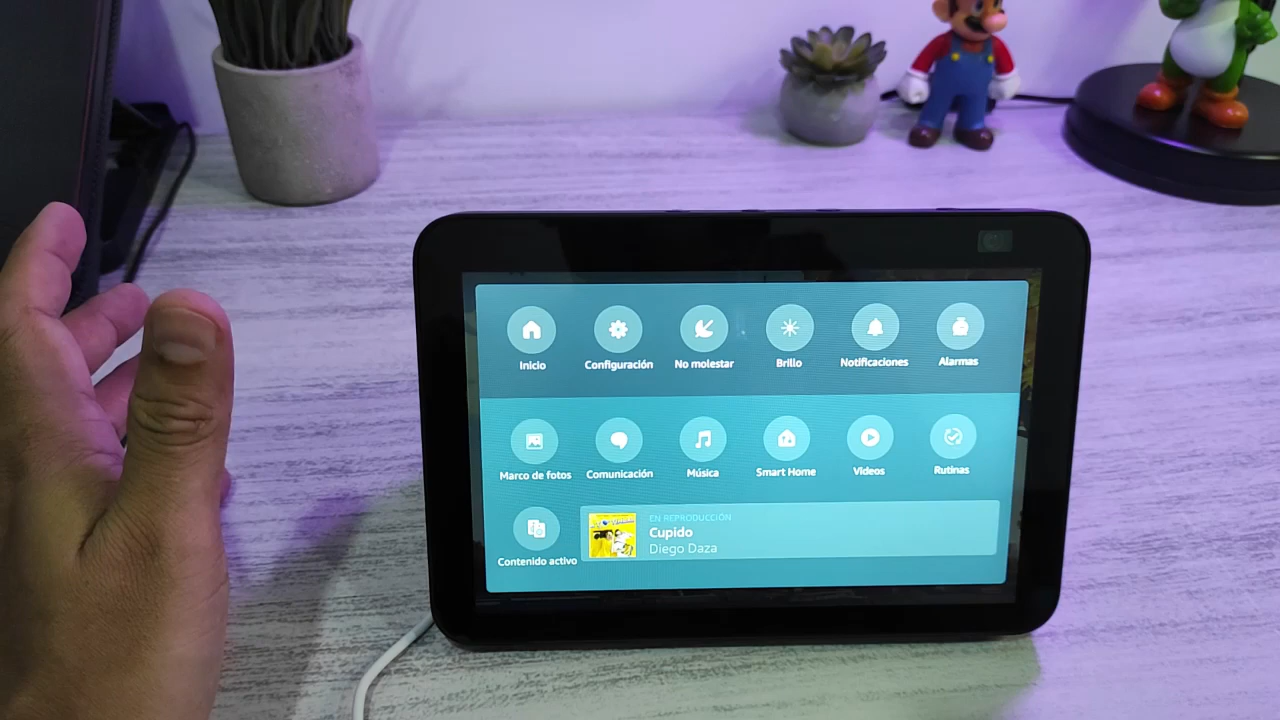 Inicio
Configuración
No molestar
Brillo
Notificaciones
Alarmas
Marco de fotos
Comunicación
Música
Smart Home
Videos
Rutinas
Contenido activo
EN REPRODUCCIÓN
Cupido
Diego Daza